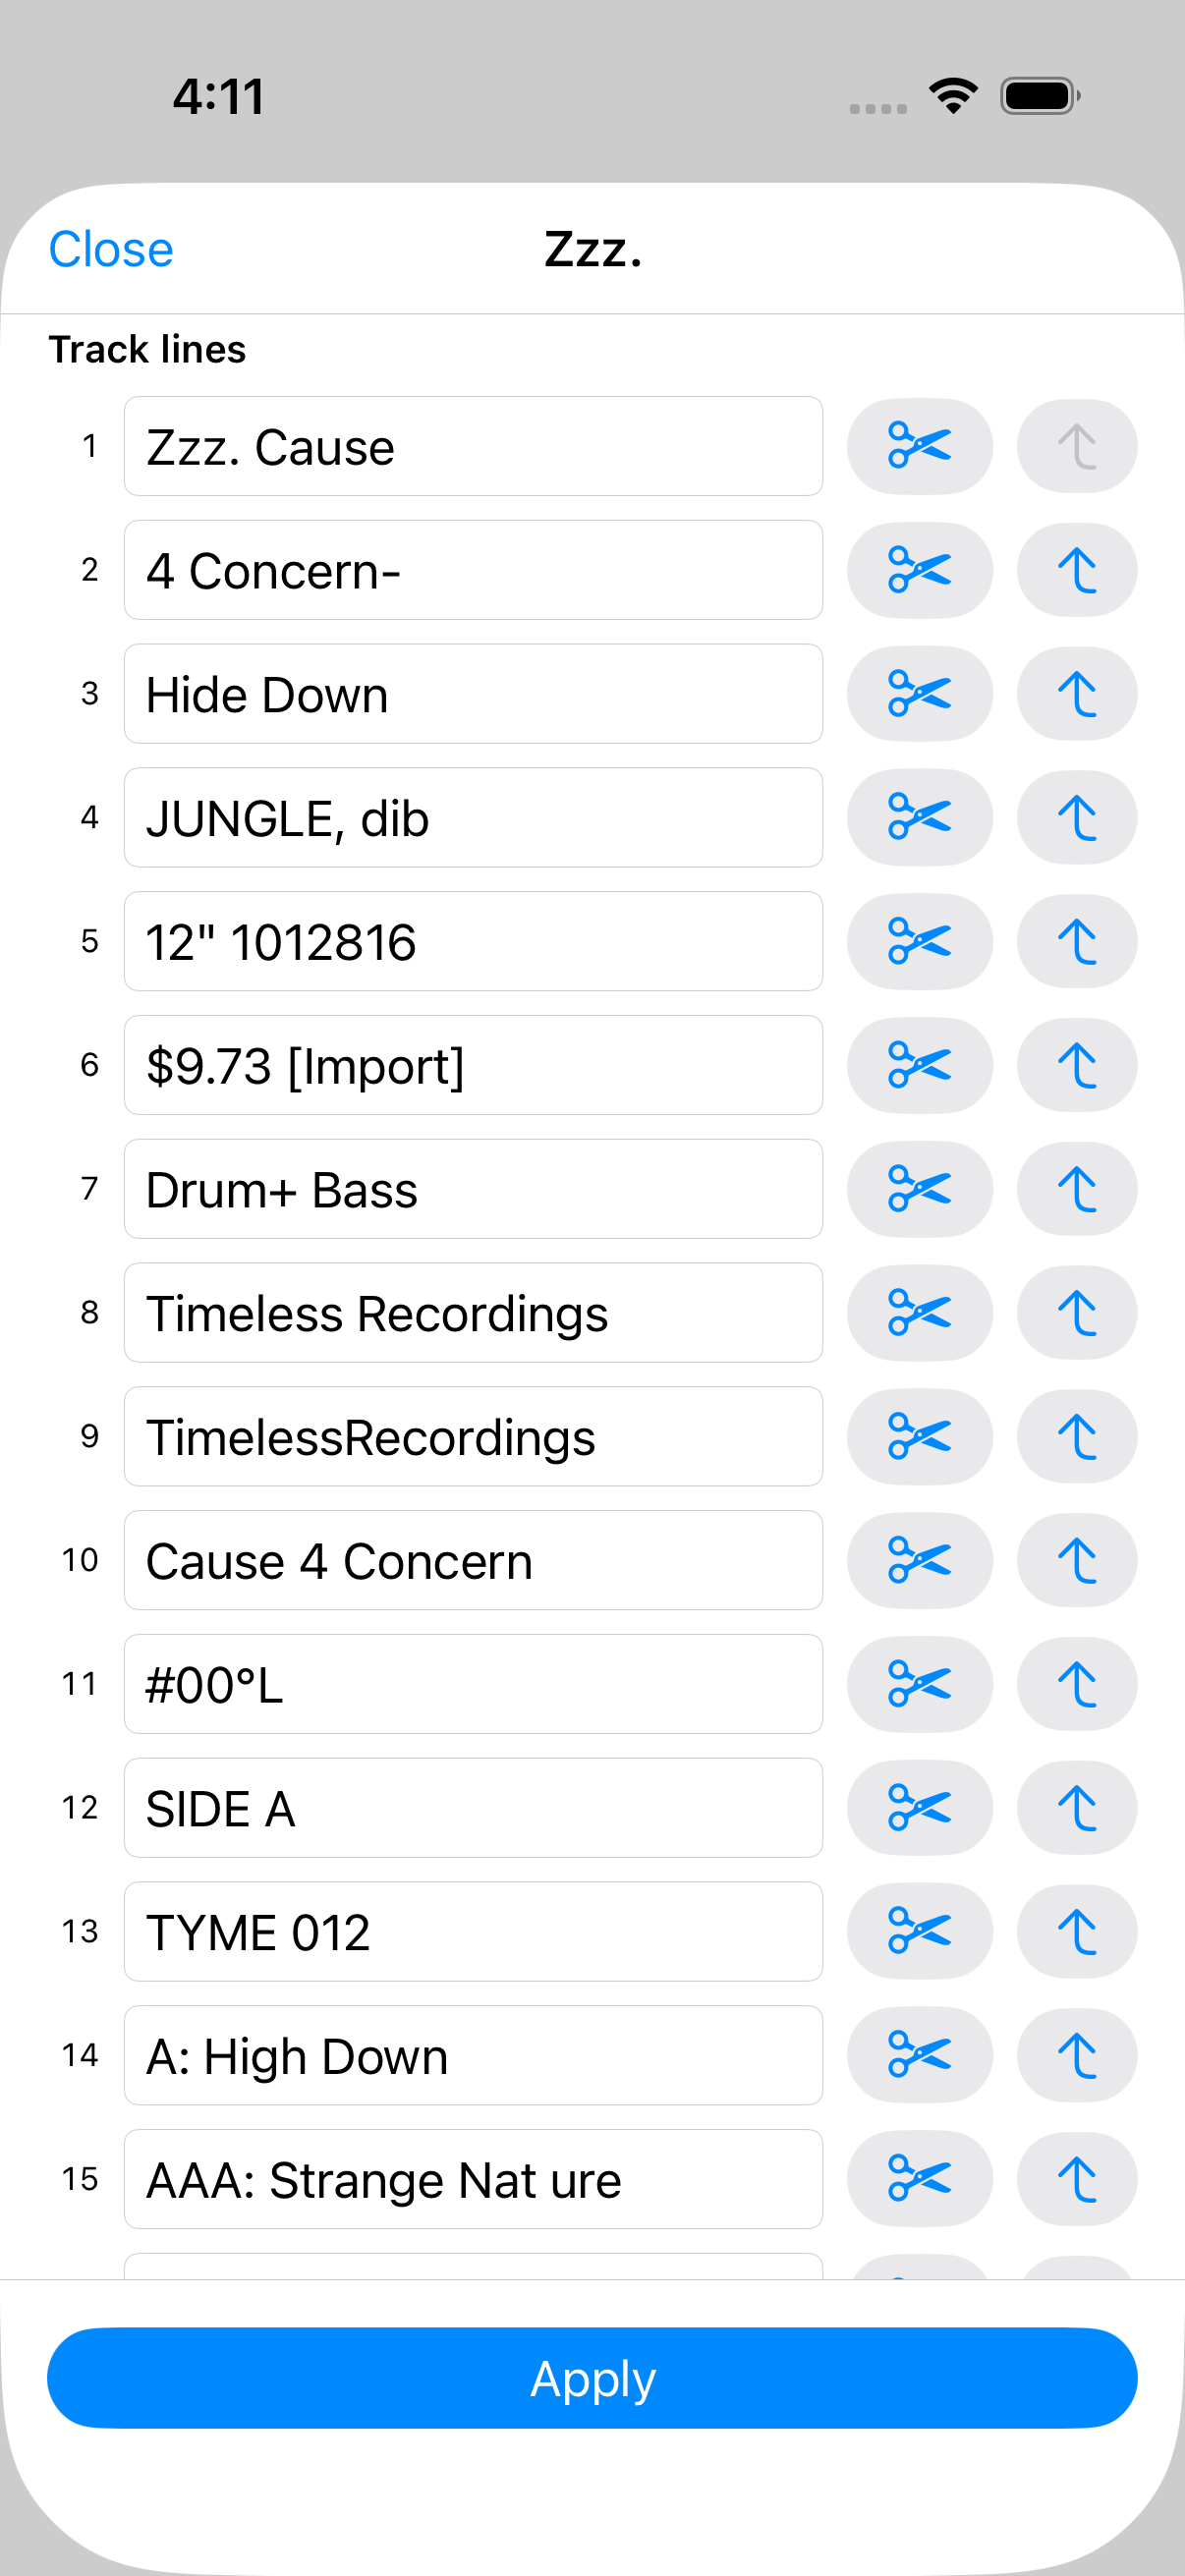 4:11
Close Zzz.
Track lines
1 Zzz. Cause
2 4 Concern-
3 Hide Down
4 JUNGLE, dib
5 12" 1012816
6 $9.73 [Import]
7 Drum+ Bass
8 Timeless Recordings
9 TimelessRecordings
10 Cause 4 Concern
11 #00°L
12 SIDE A
13 TYME 012
14 A: High Down
15 AAA: Strange Nat ure
Apply